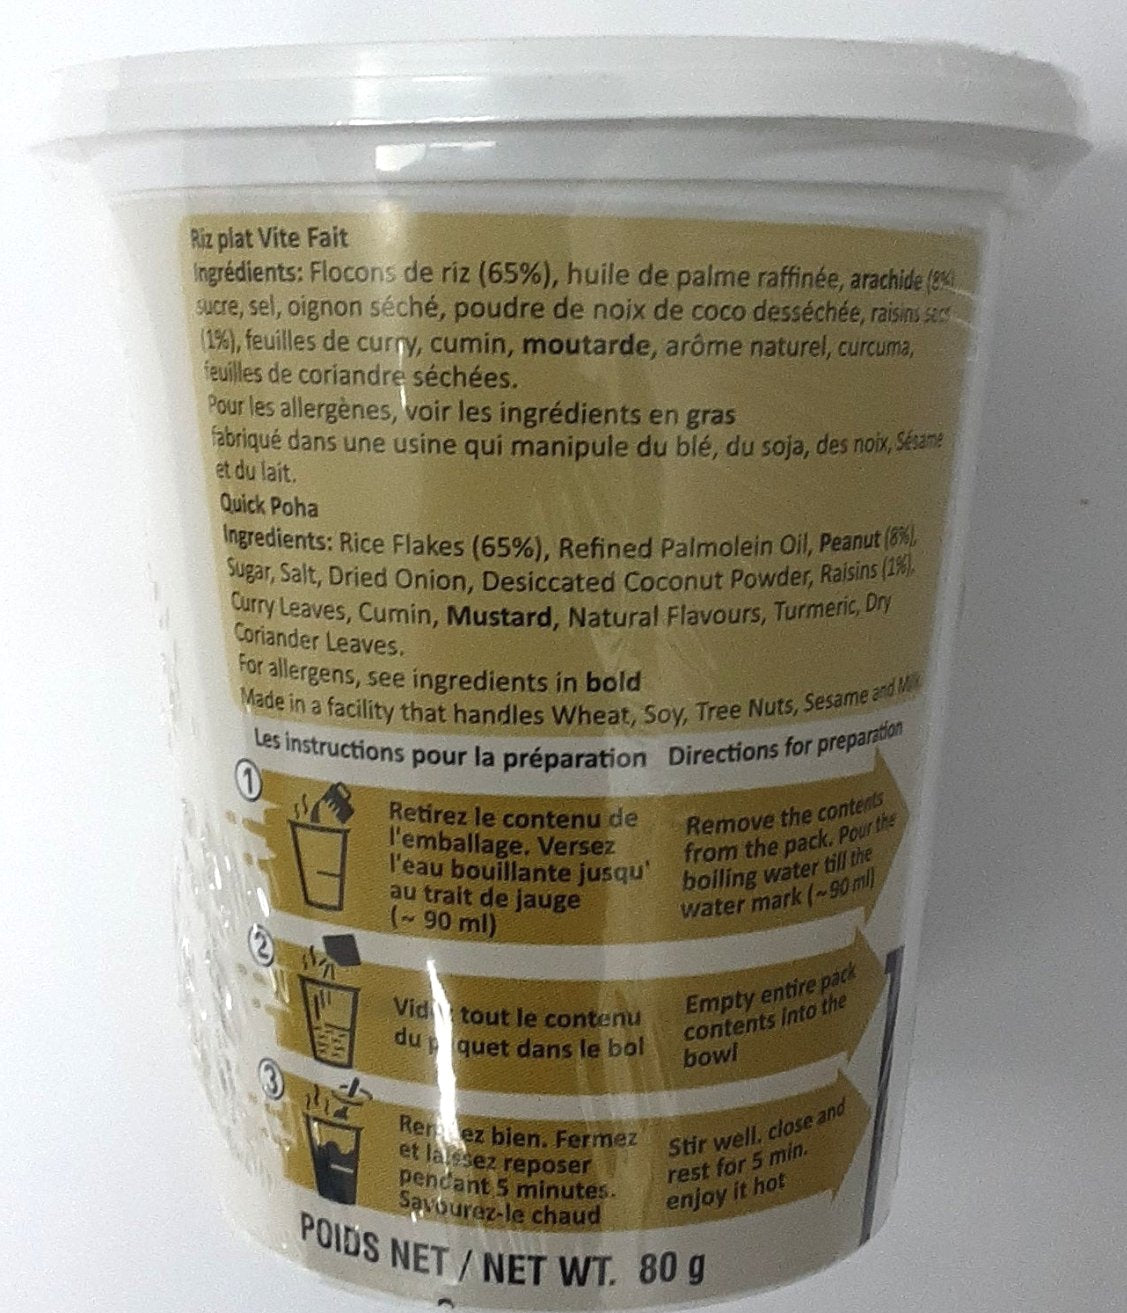 Riz plat Vite Fait
Ingrédients: Flocons de riz (65%), huile de palme raffinée, arachide (8%)
sucre, sel, oignon séché, poudre de noix de coco desséchée, raisins secs
(1%), feuilles de curry, cumin, moutarde, arôme naturel, curcuma,
feuilles de coriandre séchées.
Pour les allergènes, voir les ingrédients en gras
fabriqué dans une usine qui manipule du blé, du soja, des noix, Sésame
et du lait.
Quick Poha
Ingredients: Rice Flakes (65%), Refined Palmolein Oil, Peanut (8%),
Sugar, Salt, Dried Onion, Desiccated Coconut Powder, Raisins (1%),
Curry Leaves, Cumin, Mustard, Natural Flavours, Turmeric, Dry
Coriander Leaves.
For allergens, see ingredients in bold
Made in a facility that handles Wheat, Soy, Tree Nuts, Sesame and Milk
Les instructions pour la préparation Directions for preparation
1
Retirez le contenu de
l'emballage. Versez
l'eau bouillante jusqu'
au trait de jauge
(~ 90 ml)
Remove the contents
from the pack. Pour the
boiling water till the
water mark (~90 ml)
2
tout le contenu
du quet dans le bol
Empty entire pack
contents into the
bowl
3
ez bien. Fermez
et laissez reposer
pendant 5 minutes.
Savourez-le chaud
Stir well, close and
rest for 5 min.
enjoy it hot
POIDS NET / NET WT. 80 g